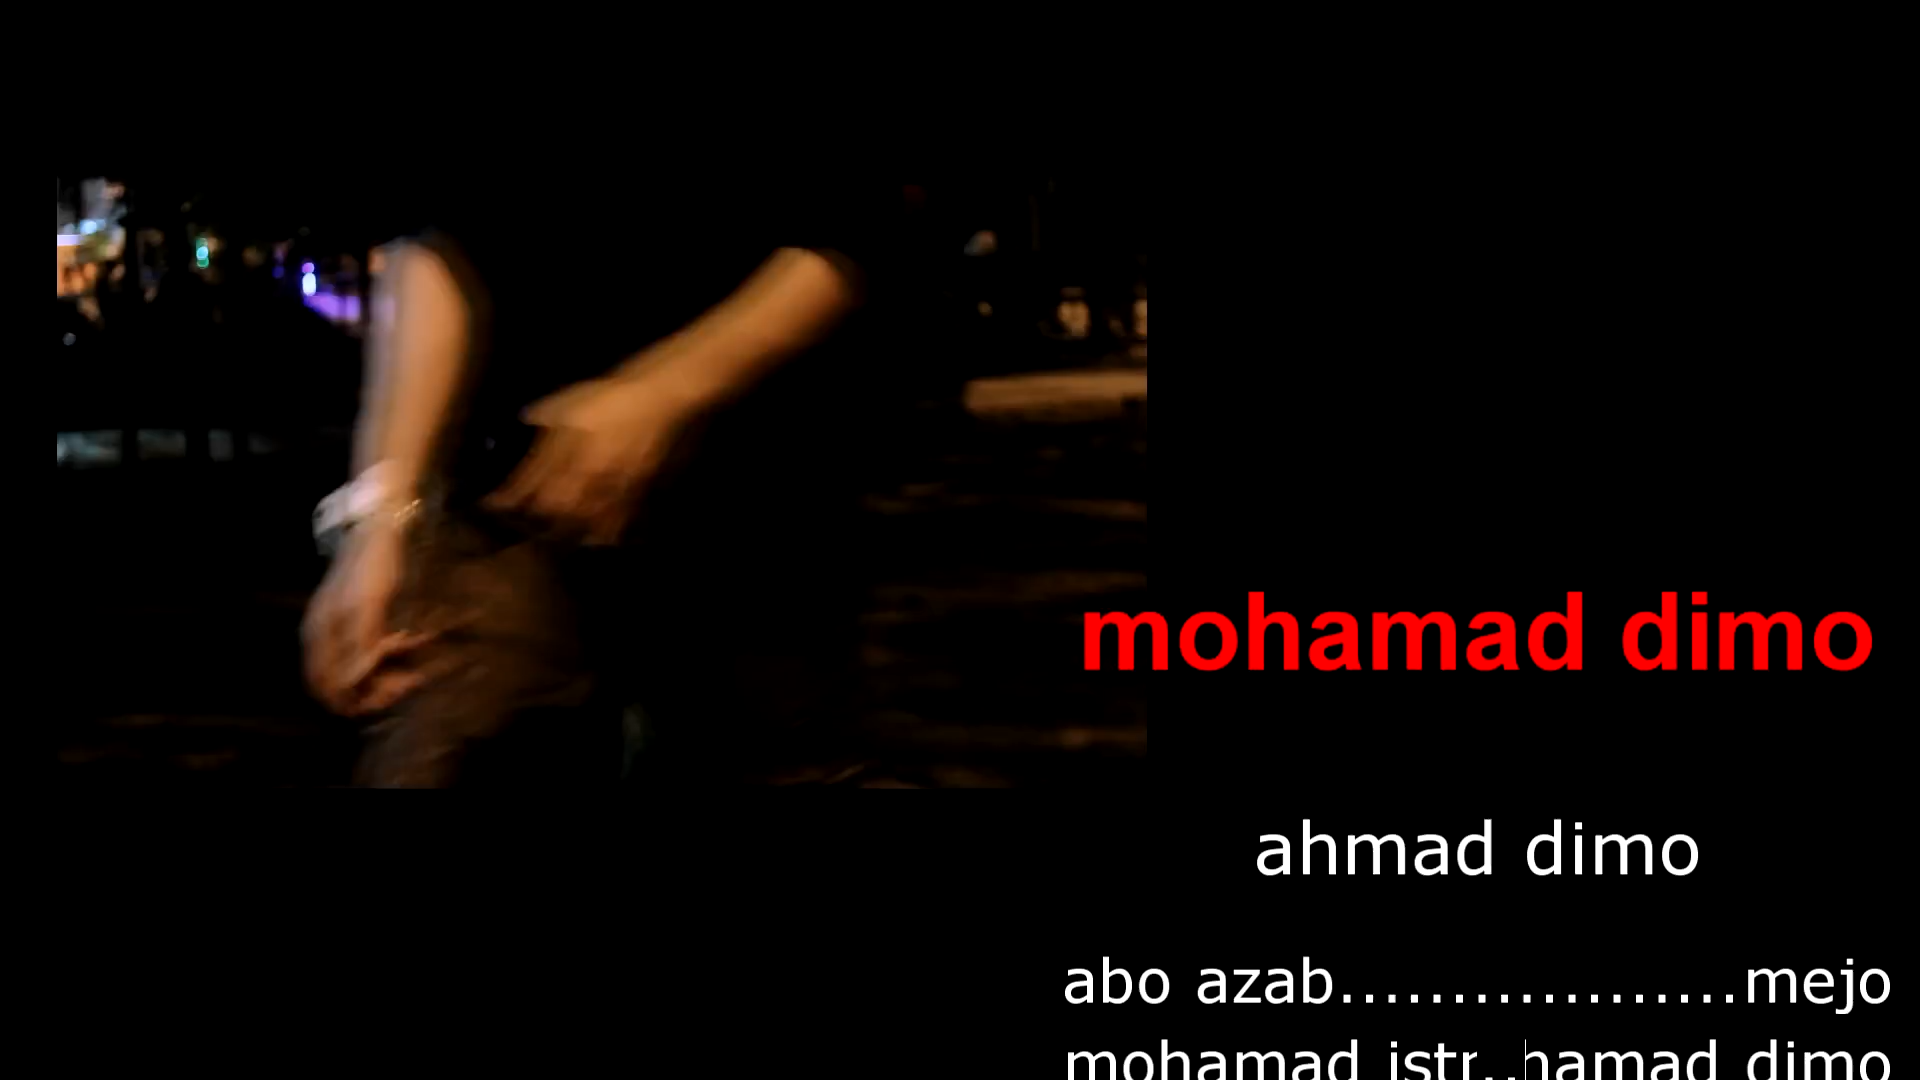 mohamad dimo
ahmad dimo
abo azab..................mejo
mohamad istr..hamad dimo